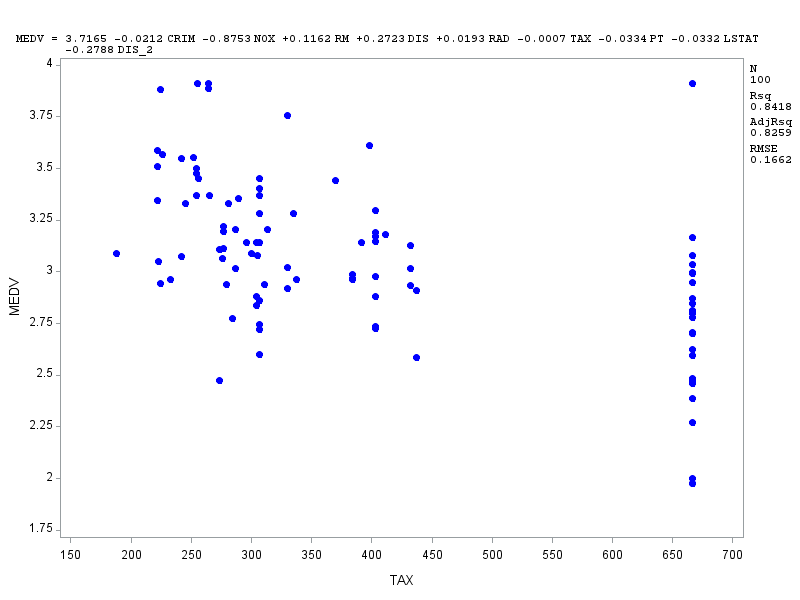 MEDV = 3.7165 -0.0212 CRIM -0.8753 NOX +0.1162 RM +0.2723 DIS +0.0193 RAD -0.0007 TAX -0.0334 PT -0.0332 LSTAT
-0.2788 DIS_2
N
100
Rsq
0.8418
AdjRsq
0.8259
RMSE
0.1662
4
3.75
3.5
3.25
3
2.75
2.5
2.25
2
1.75
MEDV
150 200 250 300 350 400 450 500 550 600 650 700
TAX